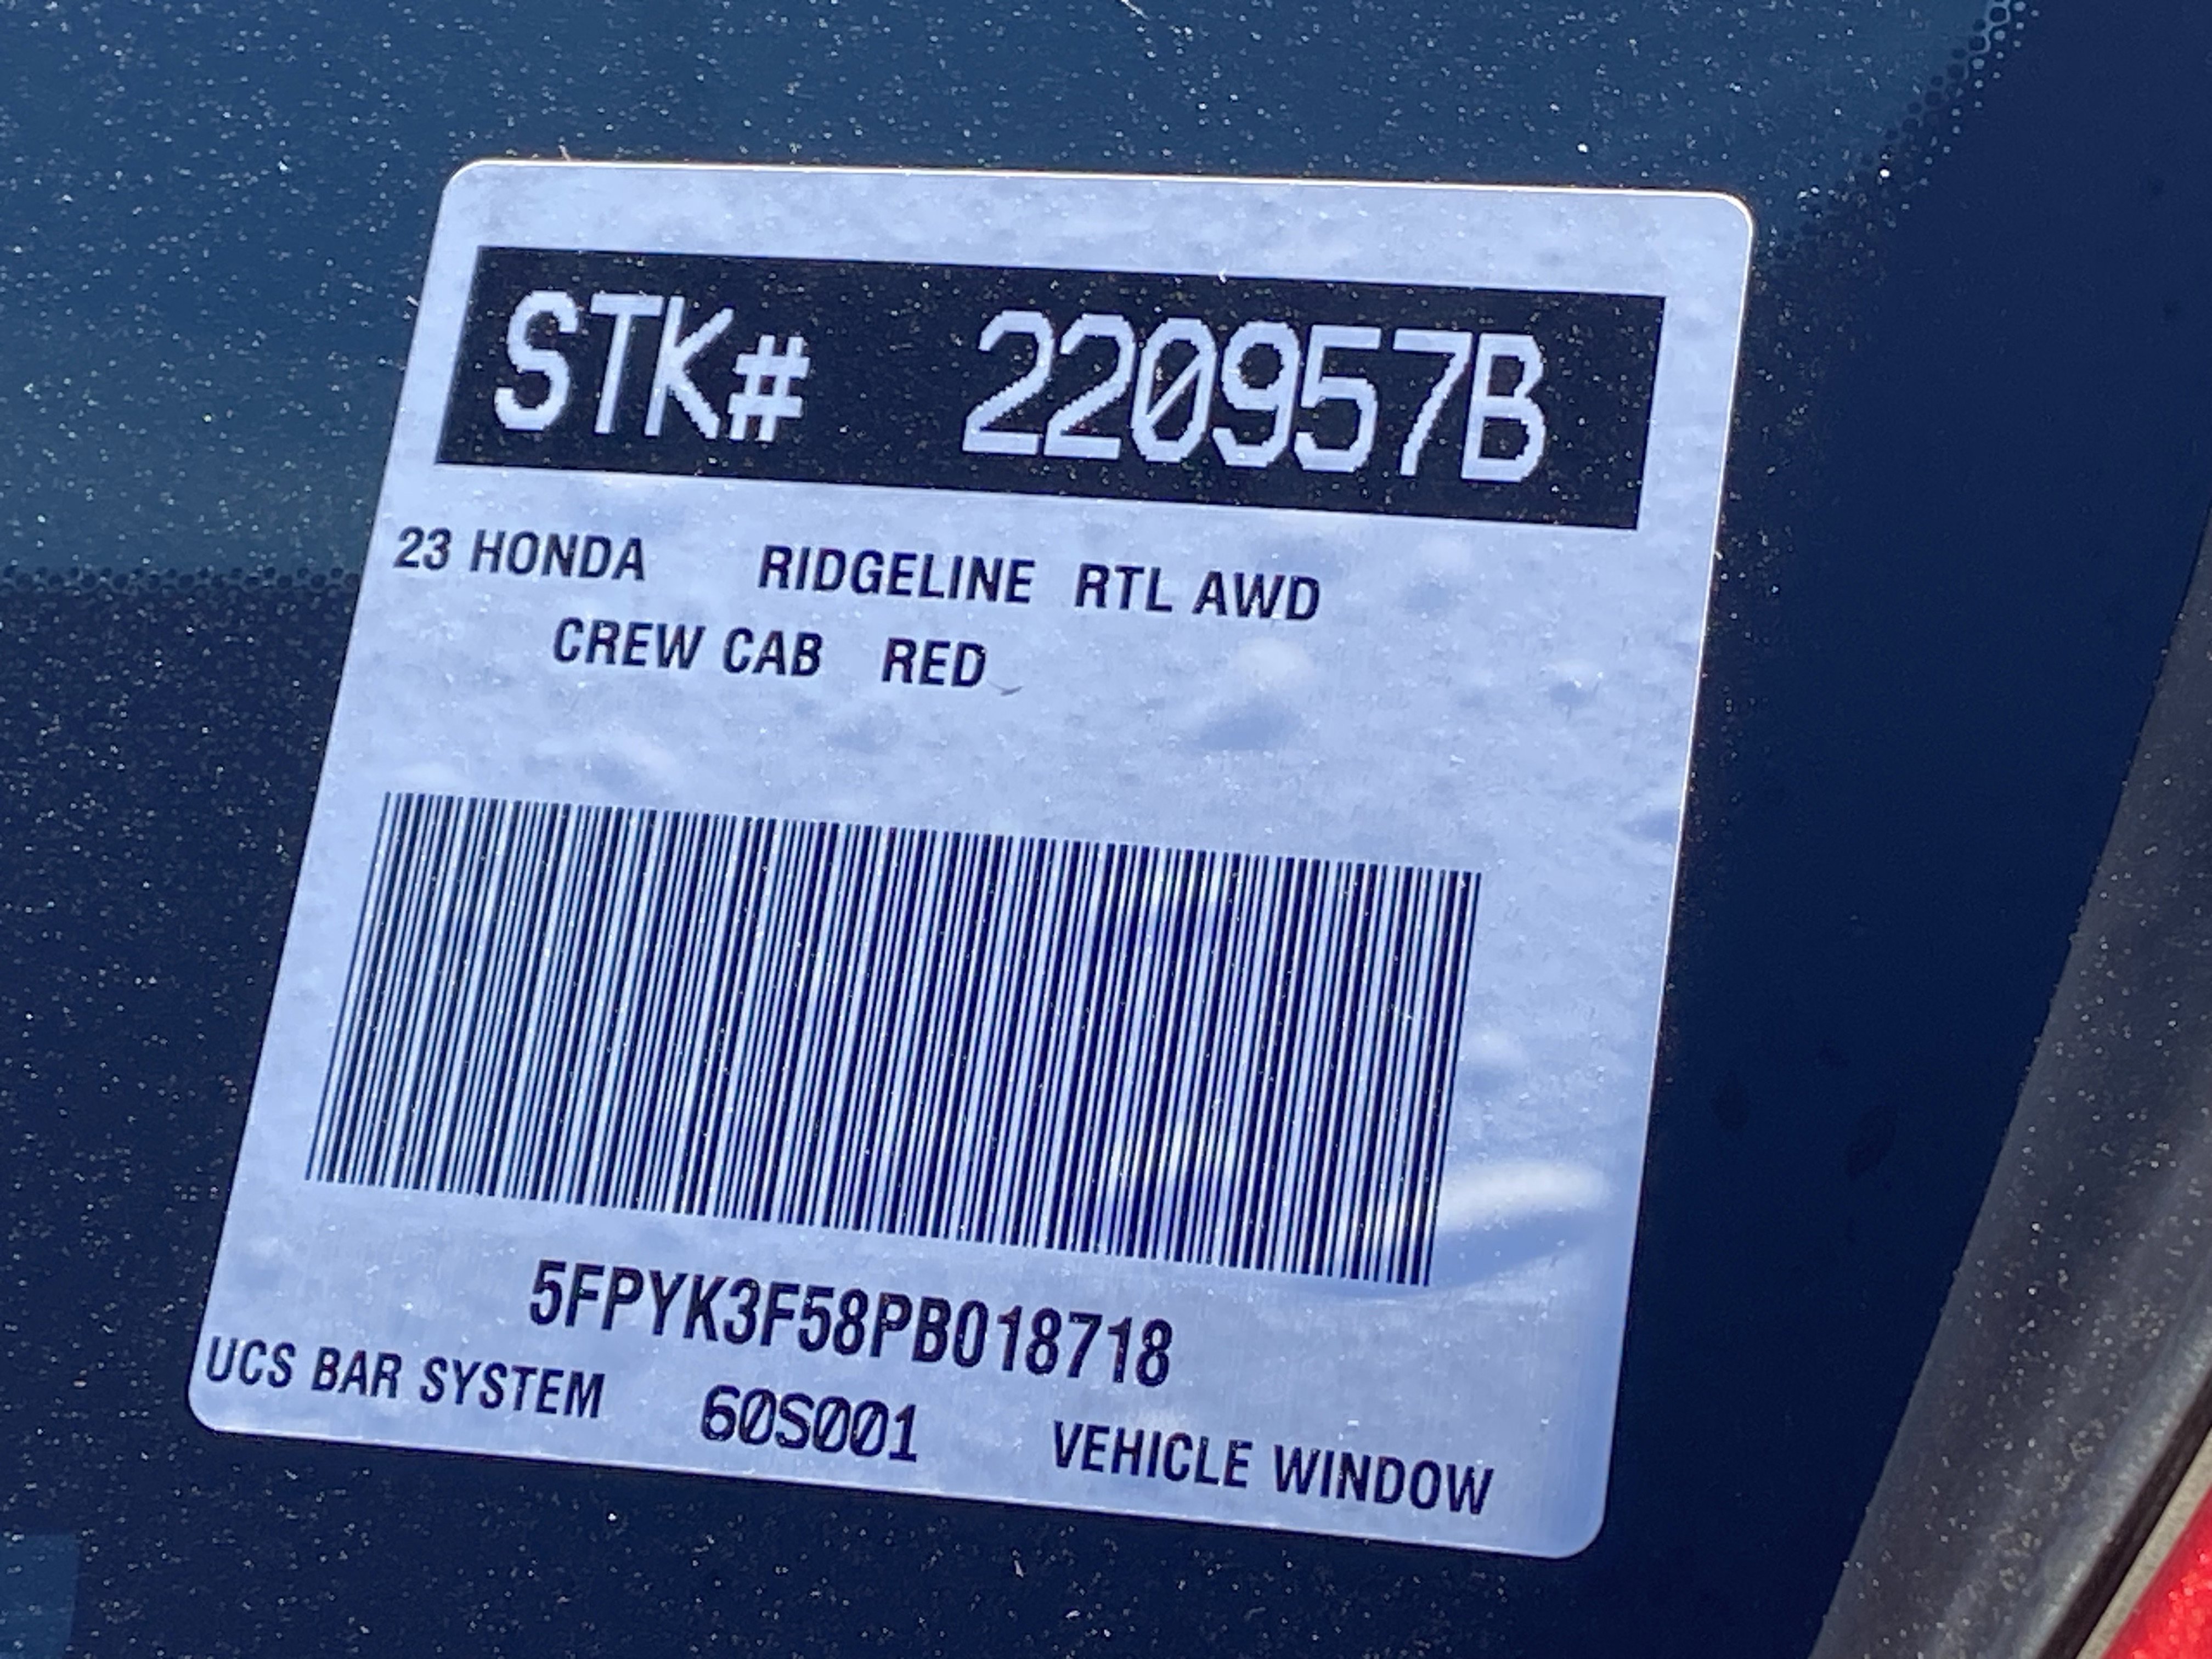 STK# 220957B
23 HONDA RIDGELINE RTL AWD
CREW CAB RED
5FPYK3F58PB018718
UCS BAR SYSTEM 60S001 VEHICLE WINDOW